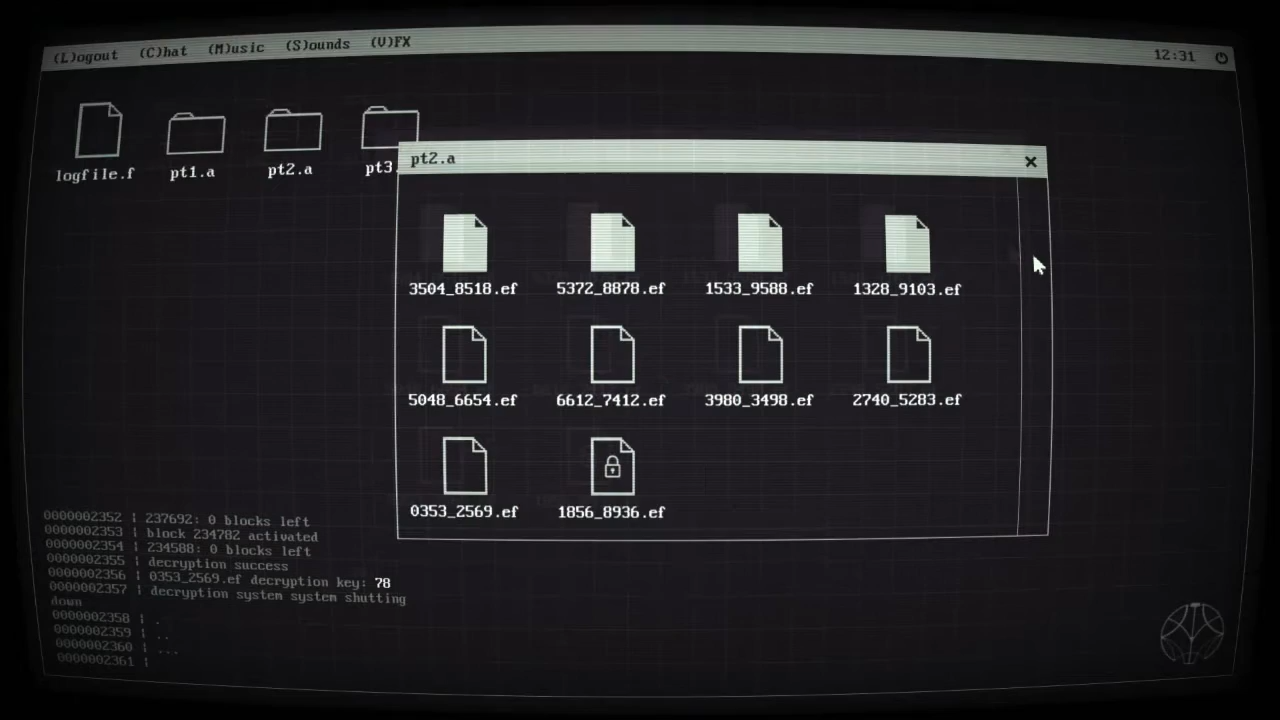 (L)ogout (C)hat (M)usic (S)ounds (V)FX 12:31
logfile.f pt1.a pt2.a pt3.
pt2.a
3504_8518.ef 5372_8878.ef 1533_9588.ef 1328_9103.ef
5048_6654.ef 6612_7412.ef 3980_3498.ef 2740_5283.ef
0353_2569.ef 1856_8936.ef
0000002352 | 237692: 0 blocks left
0000002353 | block 234782 activated
0000002354 | 234588: 0 blocks left
0000002355 | decryption success
0000002356 | 0353_2569.ef decryption key: 78
0000002357 | decryption system system shutting
down
0000002358 | .
0000002359 | ..
0000002360 | ...
0000002361 |